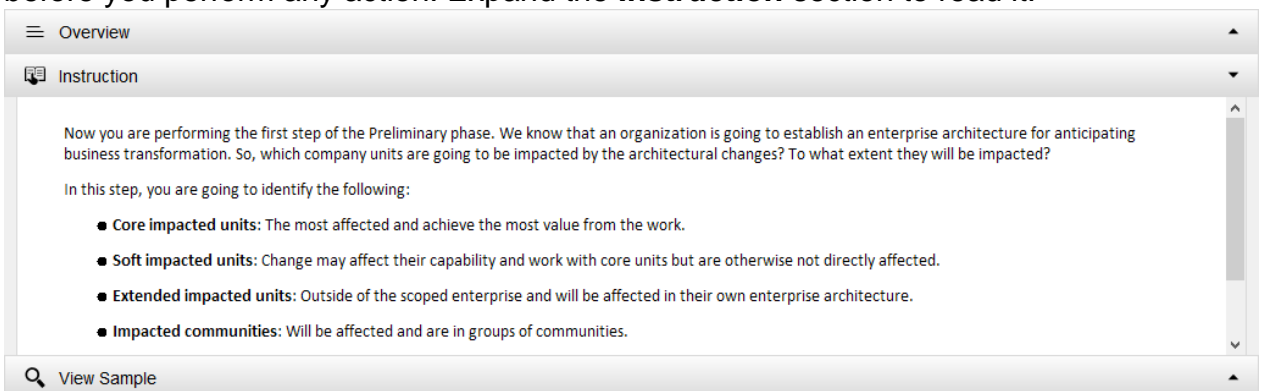 before you perform any action. Expand the Instruction section to read it.
Overview
Instruction
Now you are performing the first step of the Preliminary phase. We know that an organization is going to establish an enterprise architecture for anticipating
business transformation. So, which company units are going to be impacted by the architectural changes? To what extent they will be impacted?
In this step, you are going to identify the following:
Core impacted units: The most affected and achieve the most value from the work.
Soft impacted units: Change may affect their capability and work with core units but are otherwise not directly affected.
Extended impacted units: Outside of the scoped enterprise and will be affected in their own enterprise architecture.
Impacted communities: Will be affected and are in groups of communities.
View Sample